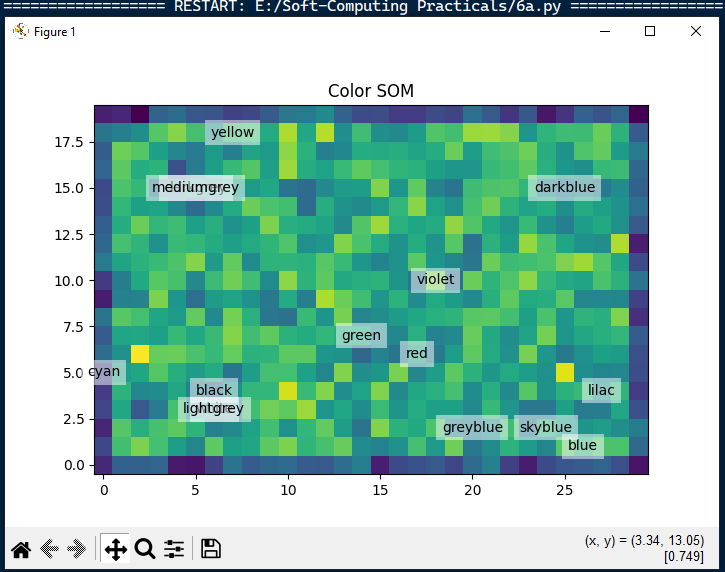 ================== RESTART: E:/Soft-Computing Practicals/6a.py =================
Figure 1
Color SOM
17.5
yellow
15.0
mediumgrey
darkblue
12.5
10.0
violet
7.5
green
red
5.0
cyan
black
lilac
2.5
lightgrey
greyblue
skyblue
blue
0.0
0 5 10 15 20 25
(x, y) = (3.34, 13.05)
[0.749]